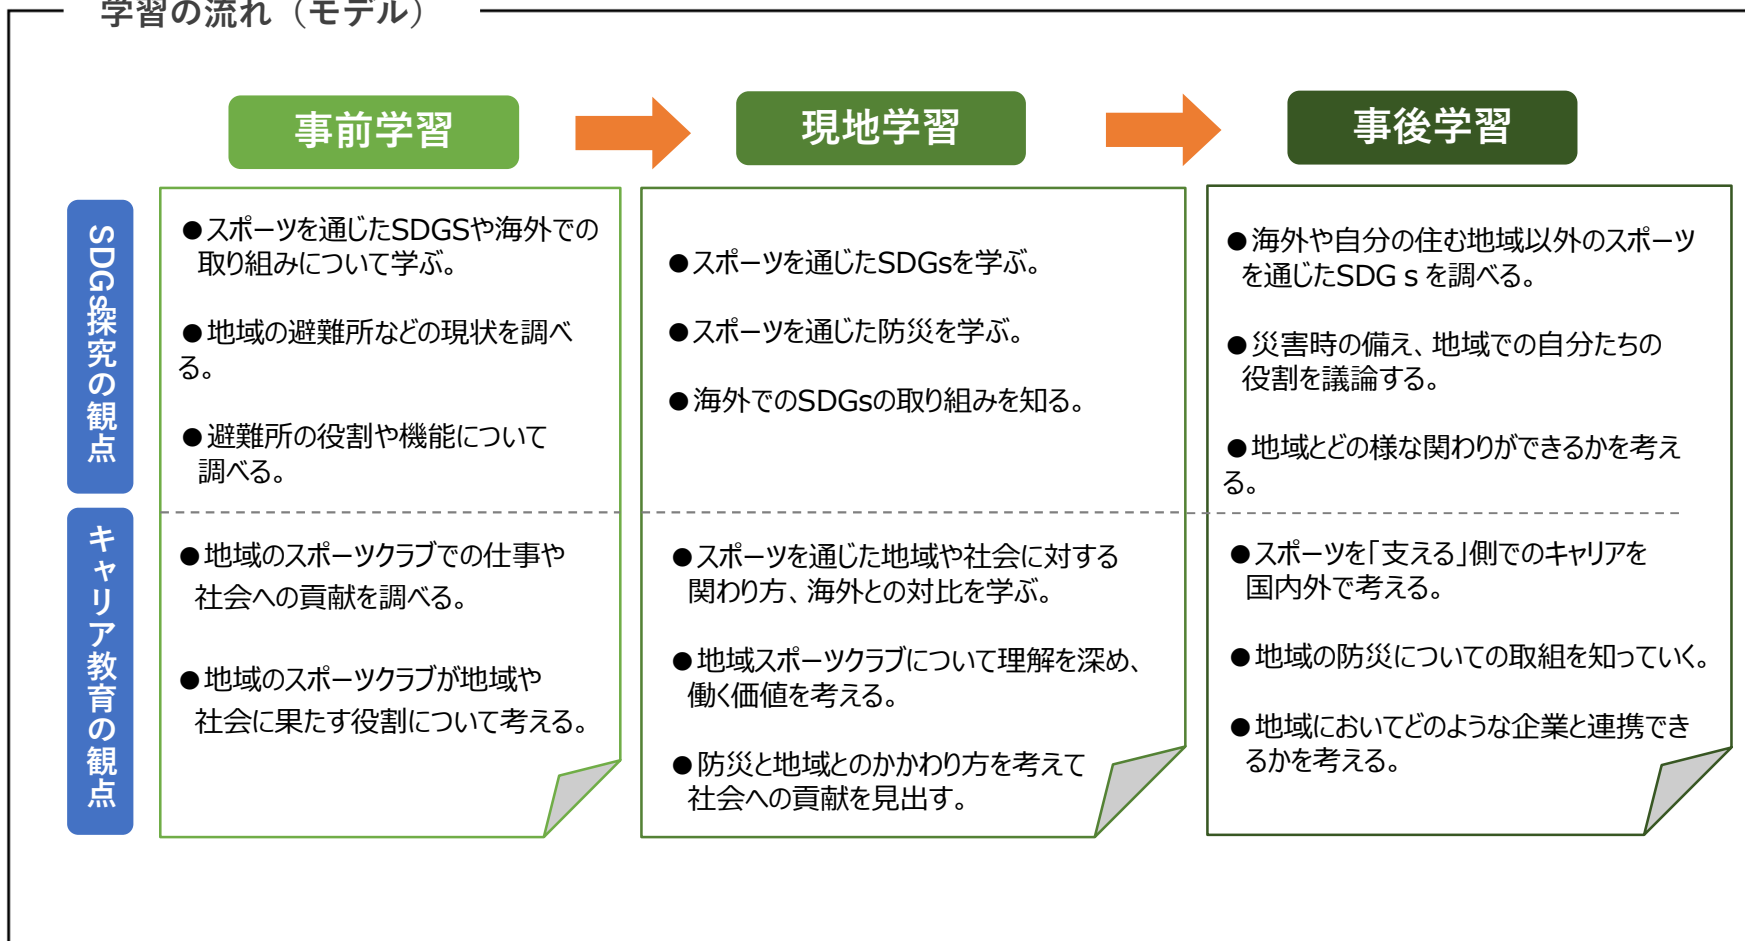 学習の流れ（モデル）
事前学習
現地学習
事後学習
SDGs探究の観点
●スポーツを通じたSDGSや海外での
取り組みについて学ぶ。
●地域の避難所などの現状を調べ
る。
●避難所の役割や機能について
調べる。
●スポーツを通じたSDGsを学ぶ。
●スポーツを通じた防災を学ぶ。
●海外でのSDGsの取り組みを知る。
●海外や自分の住む地域以外のスポーツ
を通じたSDGｓを調べる。
●災害時の備え、地域での自分たちの
役割を議論する。
●地域とどの様な関わりができるかを考え
る。
キャリア教育の観点
●地域のスポーツクラブでの仕事や
社会への貢献を調べる。
●地域のスポーツクラブが地域や
社会に果たす役割について考える。
●スポーツを通じた地域や社会に対する
関わり方、海外との対比を学ぶ。
●地域スポーツクラブについて理解を深め、
働く価値を考える。
●防災と地域とのかかわり方を考えて
社会への貢献を見出す。
●スポーツを「支える」側でのキャリアを
国内外で考える。
●地域の防災についての取組を知っていく。
●地域においてどのような企業と連携でき
るかを考える。